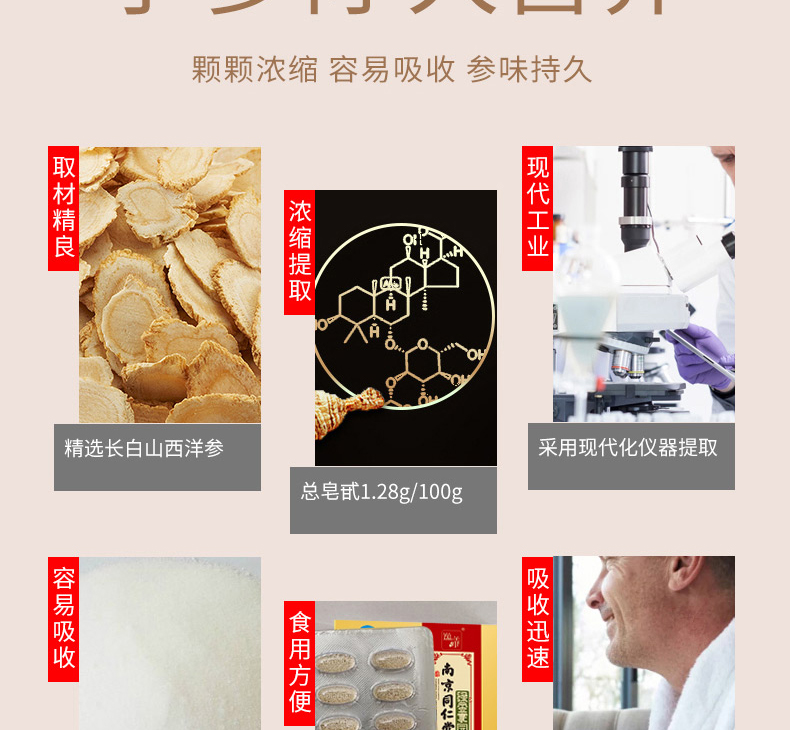 颗颗浓缩 容易吸收 参味持久
取材精良
精选长白山西洋参
浓缩提取
总皂甙1.28g/100g
现代工业
采用现代化仪器提取
容易吸收
食用方便
南京同仁堂
吸收迅速